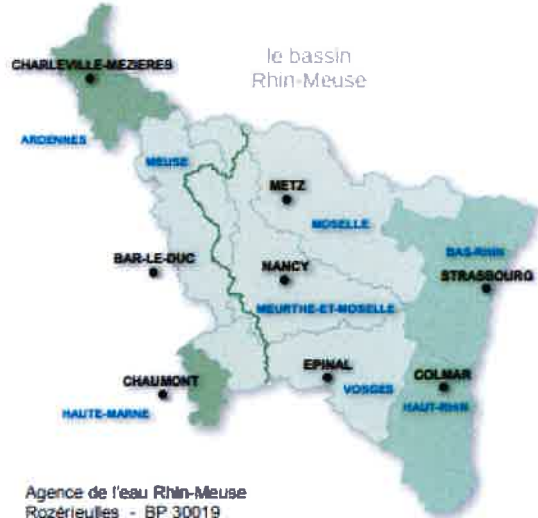 le bassin
Rhin-Meuse
CHARLEVILLE-MEZIERES
ARDENNES
MEUSE
METZ
MOSELLE
BAR-LE-DUC
NANCY
BAS-RHIN
STRASBOURG
MEURTHE-ET-MOSELLE
CHAUMONT
EPINAL
VOSGES
COLMAR
HAUTE-MARNE
HAUT-RHIN
Agence de l'eau Rhin-Meuse
Rozérieulles - BP 30019